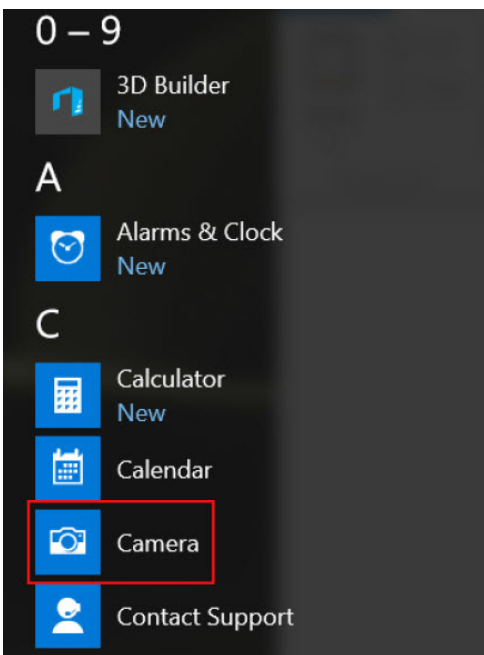 0 – 9
3D Builder
New
A
Alarms & Clock
New
C
Calculator
New
Calendar
Camera
Contact Support